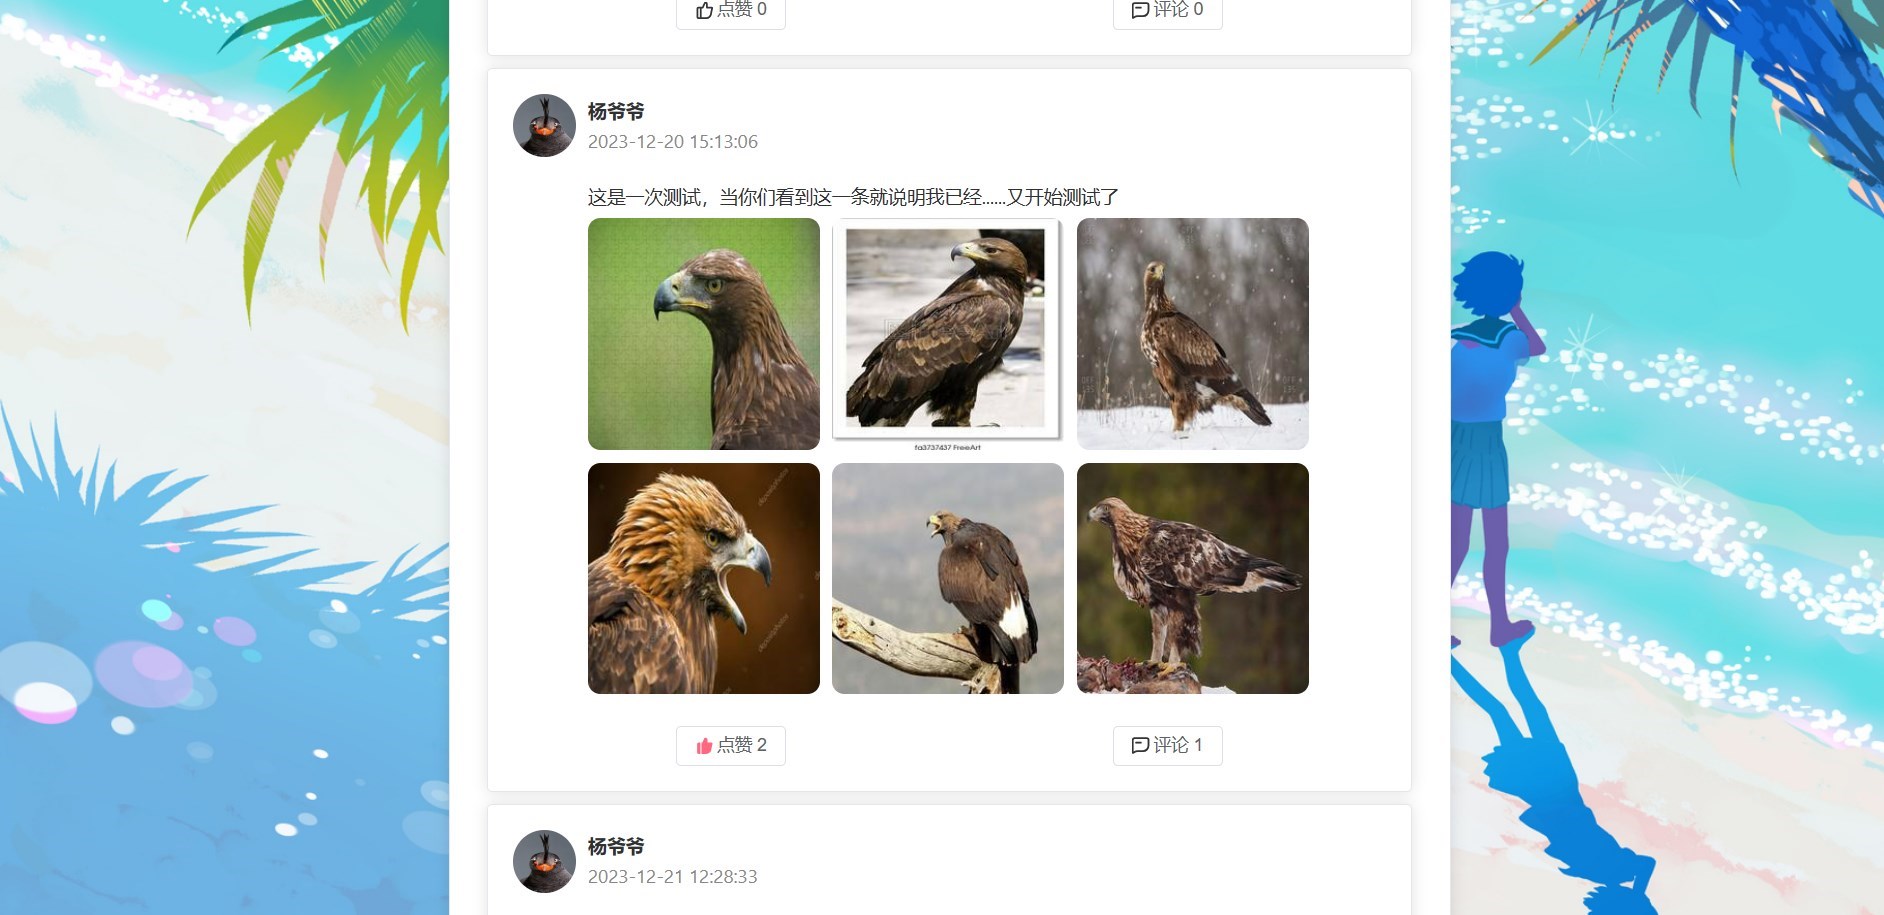 点赞 0
评论 0
杨爷爷
2023-12-20 15:13:06
这是一次测试，当你们看到这一条就说明我已经......又开始测试了
fa3737437 FreeArt
depositphotos
depositphotos
点赞 2
评论 1
杨爷爷
2023-12-21 12:28:33